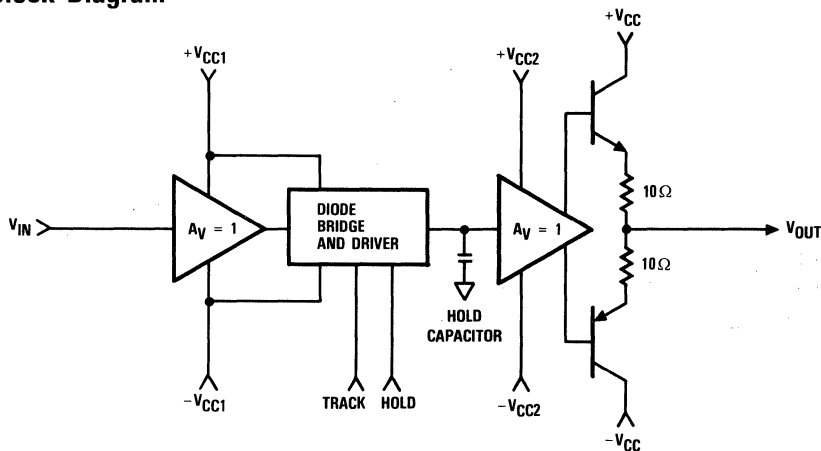 Block Diagram
+VCC
+VCC1
+VCC2
10Ω
VIN
AV = 1
DIODE
BRIDGE
AND DRIVER
AV = 1
VOUT
10Ω
HOLD
CAPACITOR
-VCC1
TRACK
HOLD
-VCC2
-VCC